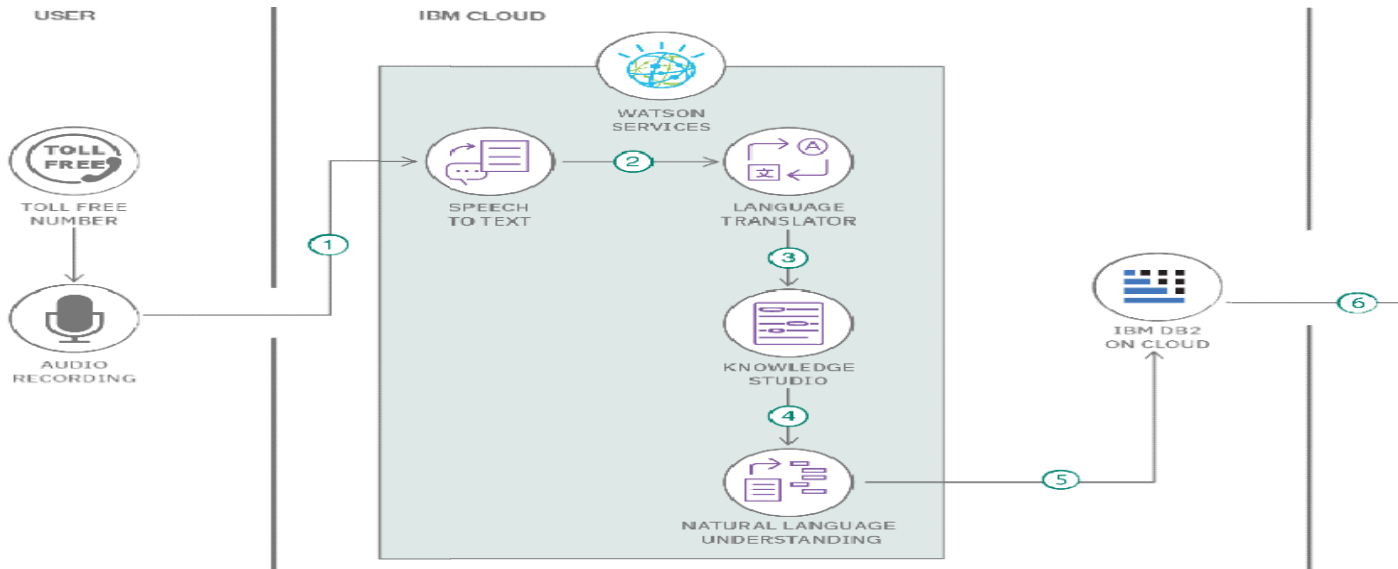 USER
IBM CLOUD
WATSON
SERVICES
TOLL
FREE
TOLL FREE
NUMBER
AUDIO
RECORDING
1
SPEECH
TO TEXT
2
A
文
LANGUAGE
TRANSLATOR
3
KNOWLEDGE
STUDIO
4
NATURAL LANGUAGE
UNDERSTANDING
5
IBM DB2
ON CLOUD
6